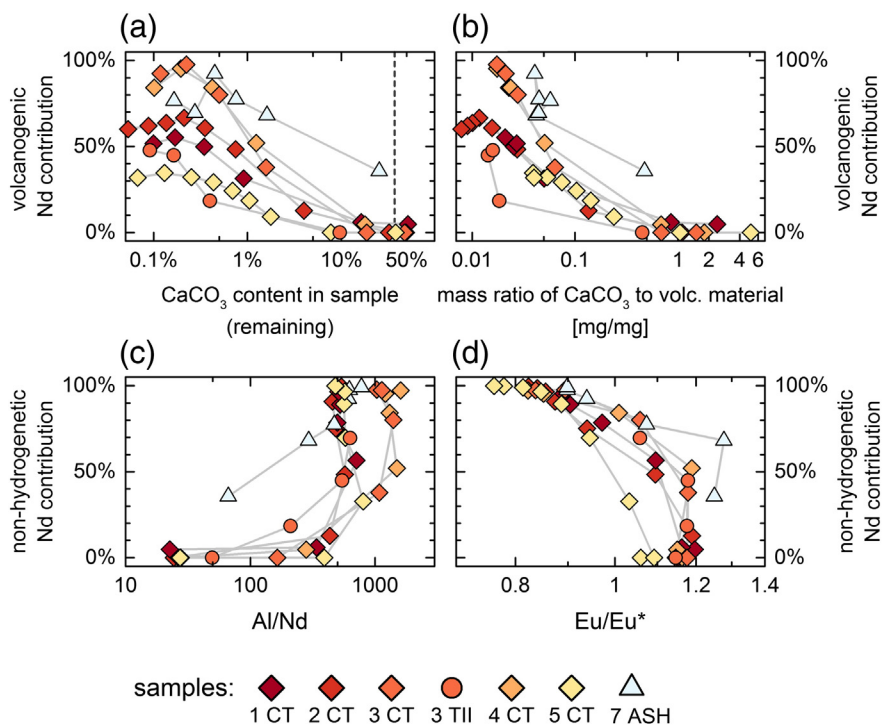 (a)
(b)
100%
50%
0%
volcanogenic
Nd contribution
0.1%
1%
10%
50%
CaCO₃ content in sample
(remaining)
0.01
0.1
1
2
4
6
mass ratio of CaCO₃ to volc. material
[mg/mg]
100%
50%
0%
volcanogenic
Nd contribution
(c)
(d)
100%
50%
0%
non-hydrogenetic
Nd contribution
10
100
1000
Al/Nd
0.8
1
1.2
1.4
Eu/Eu*
100%
50%
0%
non-hydrogenetic
Nd contribution
samples:
1 CT 2 CT 3 CT 3 TII 4 CT 5 CT 7 ASH